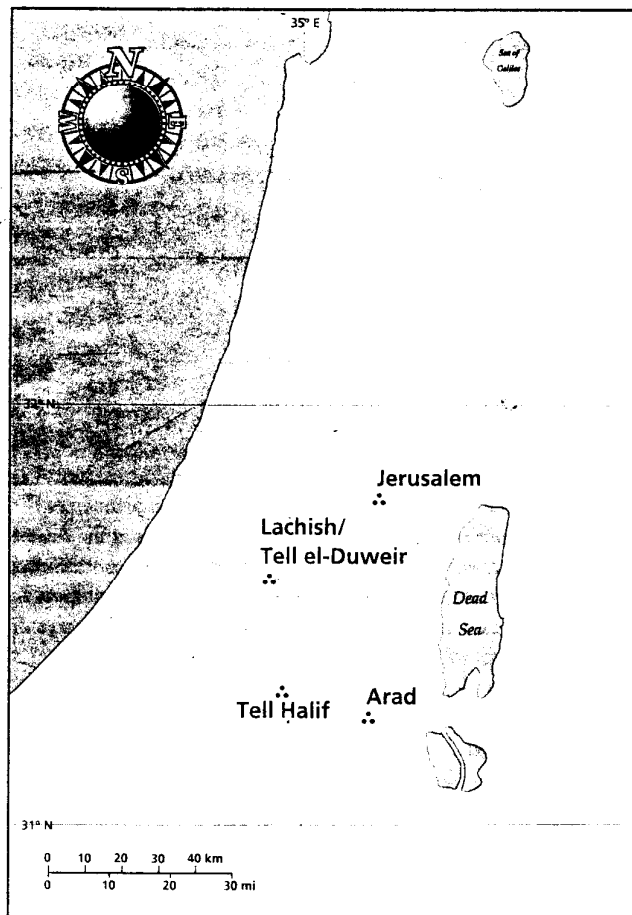 35° E
Sea of
Galilee
N
W
E
S
32° N
Jerusalem
Lachish/
Tell el-Duweir
Dead
Sea
Tell Halif
Arad
31° N
0 10 20 30 40 km
0 10 20 30 mi